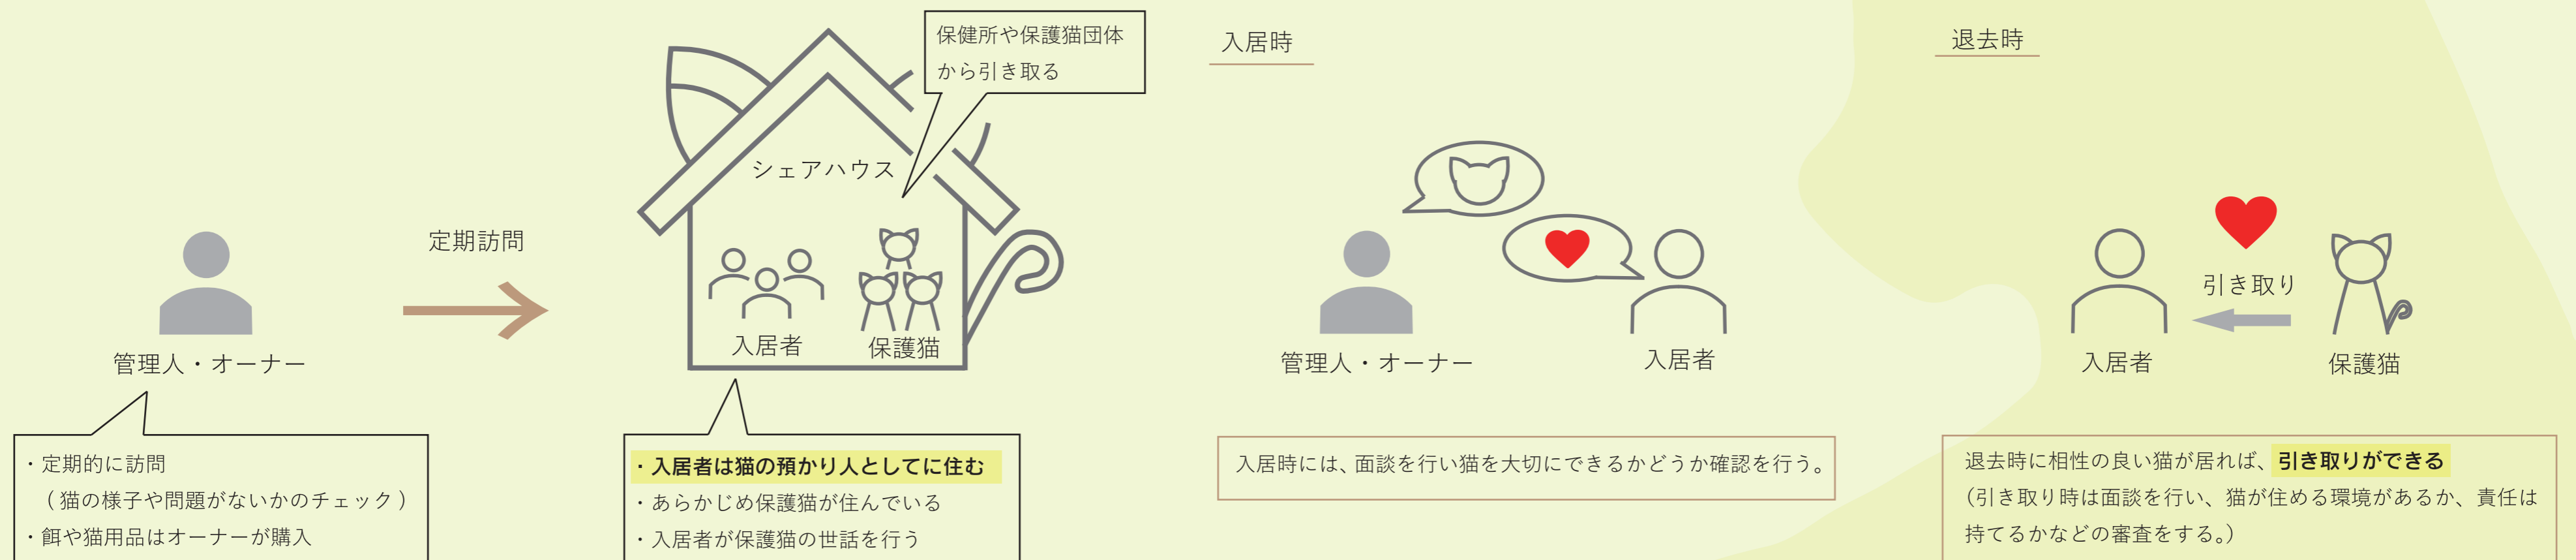 保健所や保護猫団体
から引き取る
シェアハウス
定期訪問
管理人・オーナー
入居者
保護猫
・定期的に訪問
(猫の様子や問題がないかのチェック)
・餌や猫用品はオーナーが購入
・入居者は猫の預かり人としてに住む
・あらかじめ保護猫が住んでいる
・入居者が保護猫の世話を行う
入居時
管理人・オーナー
入居者
入居時には、面談を行い猫を大切にできるかどうか確認を行う。
退去時
引き取り
入居者
保護猫
退去時に相性の良い猫が居れば、引き取りができる
(引き取り時は面談を行い、猫が住める環境があるか、責任は
持てるかなどの審査をする。)